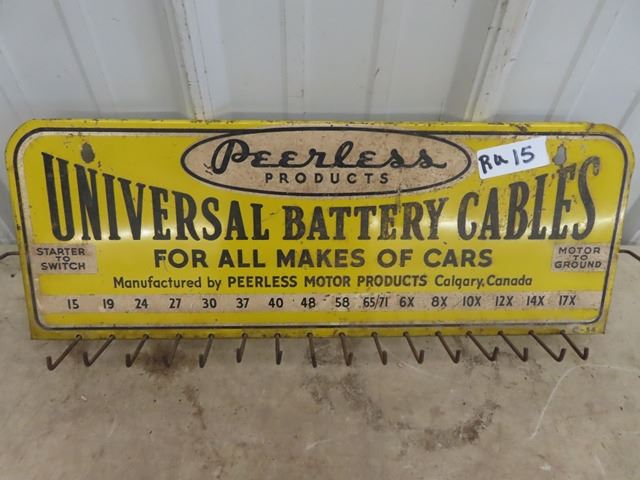 Peerless
PRODUCTS
Ru 15
UNIVERSAL BATTERY CABLES
STARTER
TO
SWITCH
FOR ALL MAKES OF CARS
MOTOR
TO
GROUND
Manufactured by PEERLESS MOTOR PRODUCTS Calgary, Canada
15 19 24 27 30 37 40 48 58 65/71 6X 8X 10X 12X 14X 17X
C-54